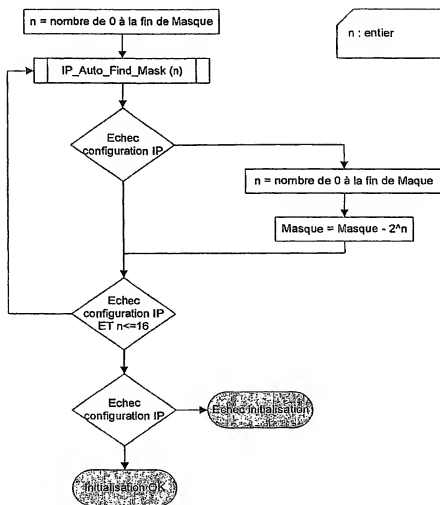 n = nombre de 0 à la fin de Masque
n : entier
IP_Auto_Find_Mask (n)
Echec
configuration IP
n = nombre de 0 à la fin de Maque
Masque = Masque - 2^n
Echec
configuration IP
ET n<=16
Echec
configuration IP
Echec Initialisation
Initialisation OK